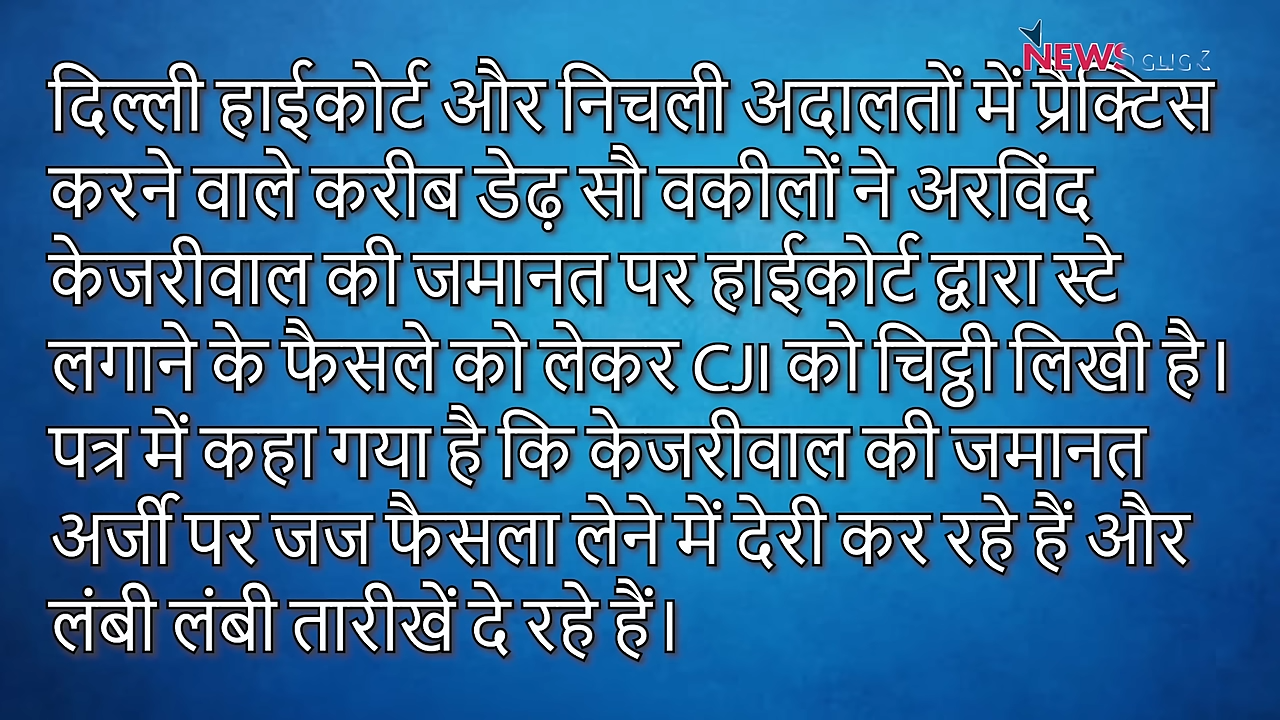 NEWS
दिल्ली हाईकोर्ट और निचली अदालतों में प्रैक्टिस
करने वाले करीब डेढ़ सौ वकीलों ने अरविंद
केजरीवाल की जमानत पर हाईकोर्ट द्वारा स्टे
लगाने के फैसले को लेकर CJI को चिट्ठी लिखी है।
पत्र में कहा गया है कि केजरीवाल की जमानत
अर्जी पर जज फैसला लेने में देरी कर रहे हैं और
लंबी लंबी तारीखें दे रहे हैं।